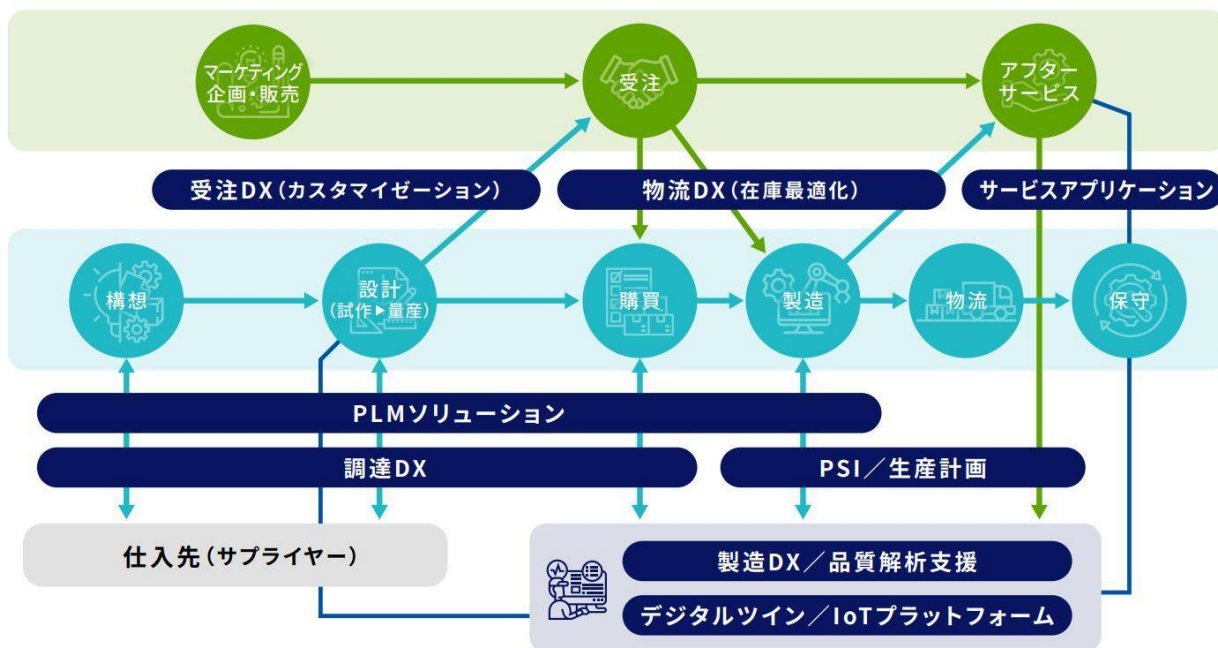 マーケティング
企画・販売
受注
アフター
サービス
受注DX(カスタマイゼーション)
物流DX(在庫最適化)
サービスアプリケーション
構想
設計
(試作▶量産)
購買
製造
物流
保守
PLMソリューション
調達DX
PSI／生産計画
仕入先(サプライヤー)
製造DX／品質解析支援
デジタルツイン／IoTプラットフォーム